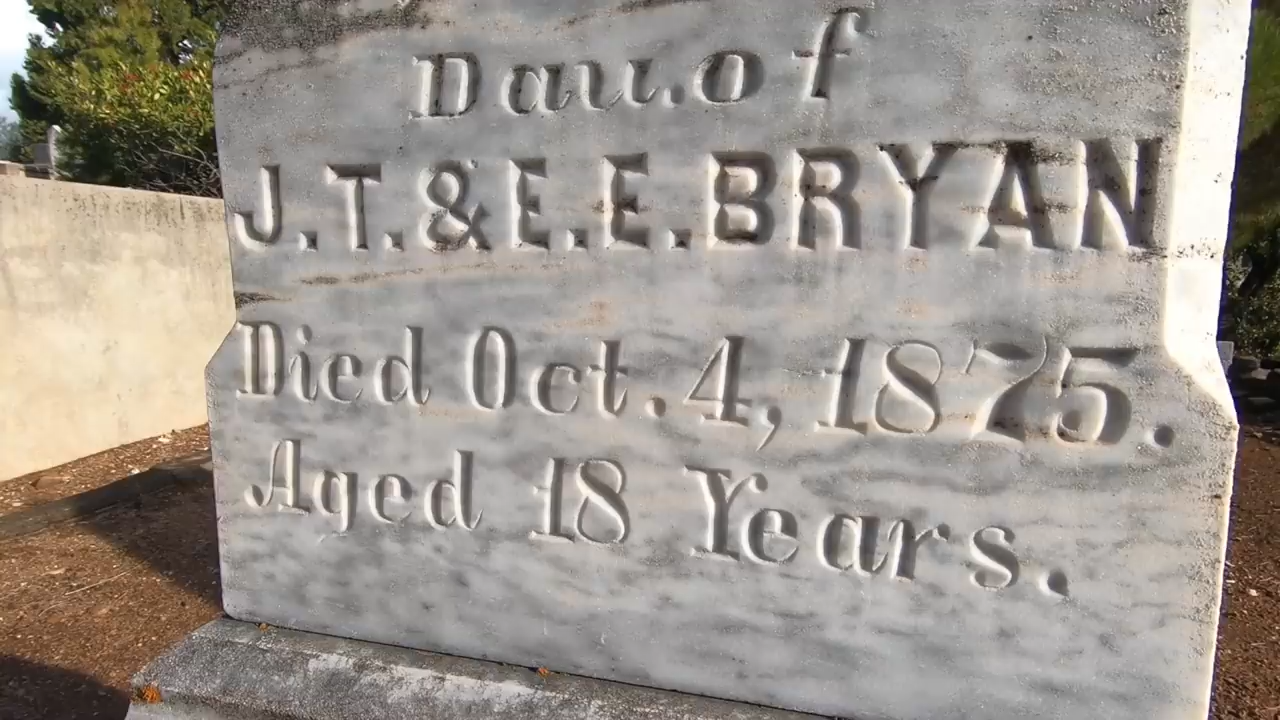 Dau.of
J.T.&E.E.BRYAN
Died Oct.4,1875.
Aged 18 Years.